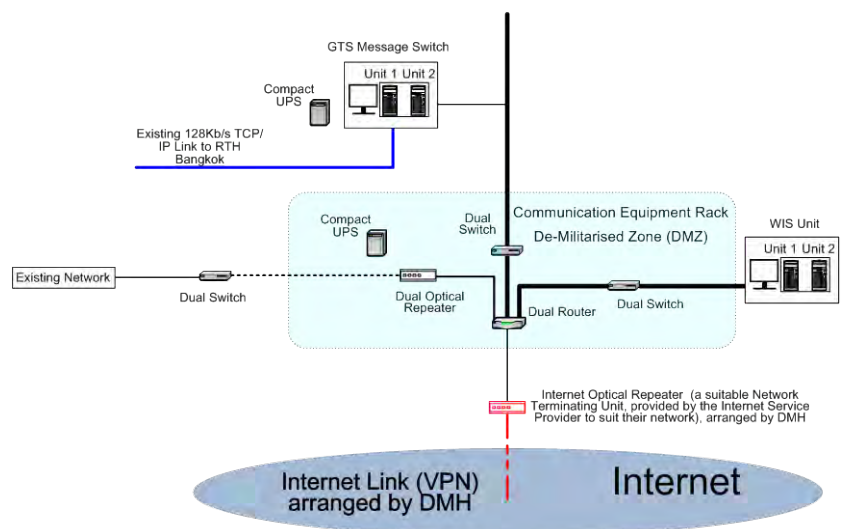 GTS Message Switch
Unit 1 Unit 2
Compact
UPS
Existing 128Kb/s TCP/
IP Link to RTH
Bangkok
Compact
UPS
Dual
Switch
Communication Equipment Rack
De-Militarised Zone (DMZ)
WIS Unit
Unit 1 Unit 2
Existing Network
Dual Switch
Dual Optical
Repeater
Dual Router
Dual Switch
Internet Optical Repeater (a suitable Network
Terminating Unit, provided by the Internet Service
Provider to suit their network), arranged by DMH
Internet Link (VPN)
arranged by DMH
Internet